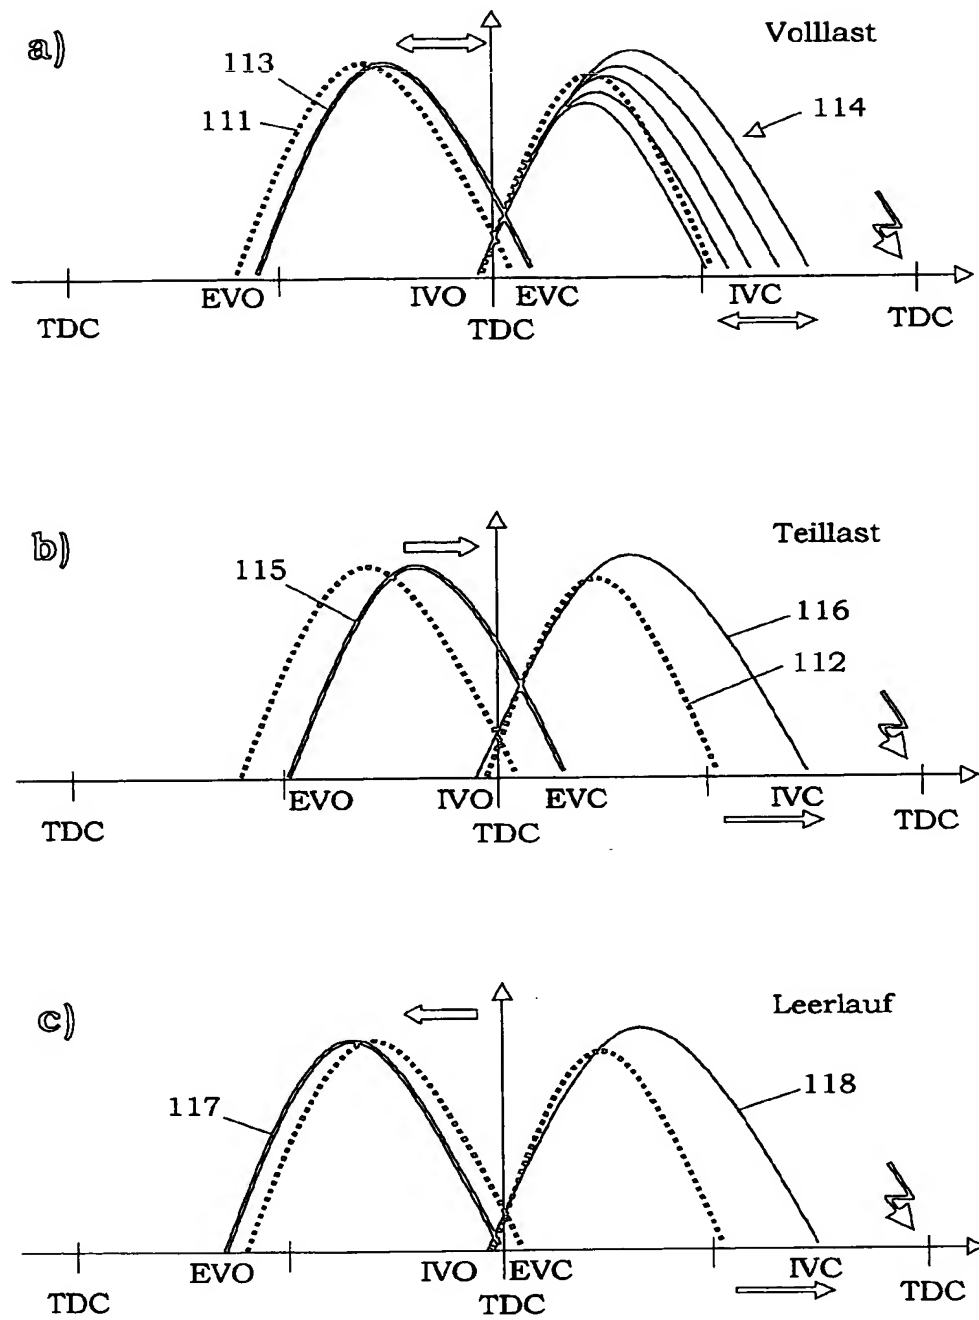 a)
Volllast
113
111
114
EVO
IVO
EVC
IVC
TDC
TDC
TDC
b)
Teillast
115
116
112
EVO
IVO
EVC
IVC
TDC
TDC
TDC
c)
Leerlauf
117
118
EVO
IVO
EVC
IVC
TDC
TDC
TDC